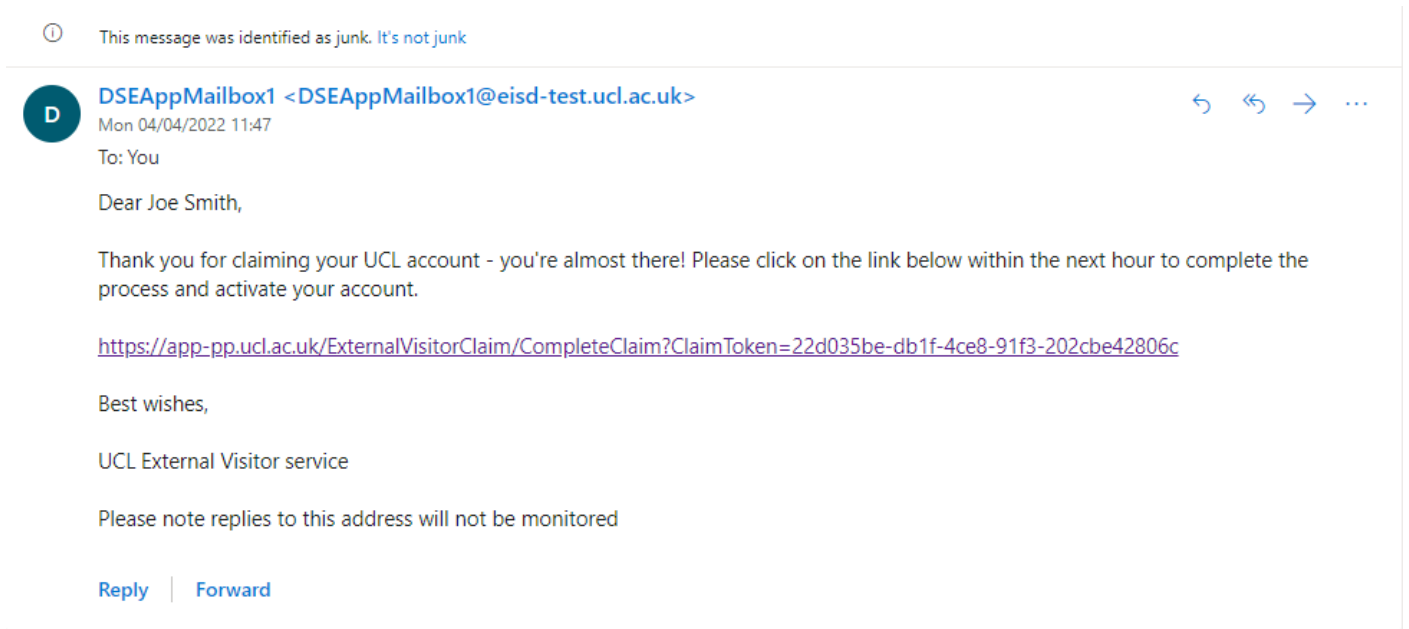 This message was identified as junk. It's not junk
D
DSEAppMailbox1 <DSEAppMailbox1@eisd-test.ucl.ac.uk>
Mon 04/04/2022 11:47
To: You
Dear Joe Smith,
Thank you for claiming your UCL account - you're almost there! Please click on the link below within the next hour to complete the
process and activate your account.
https://app-pp.ucl.ac.uk/ExternalVisitorClaim/CompleteClaim?ClaimToken=22d035be-db1f-4ce8-91f3-202cbe42806c
Best wishes,
UCL External Visitor service
Please note replies to this address will not be monitored
Reply Forward